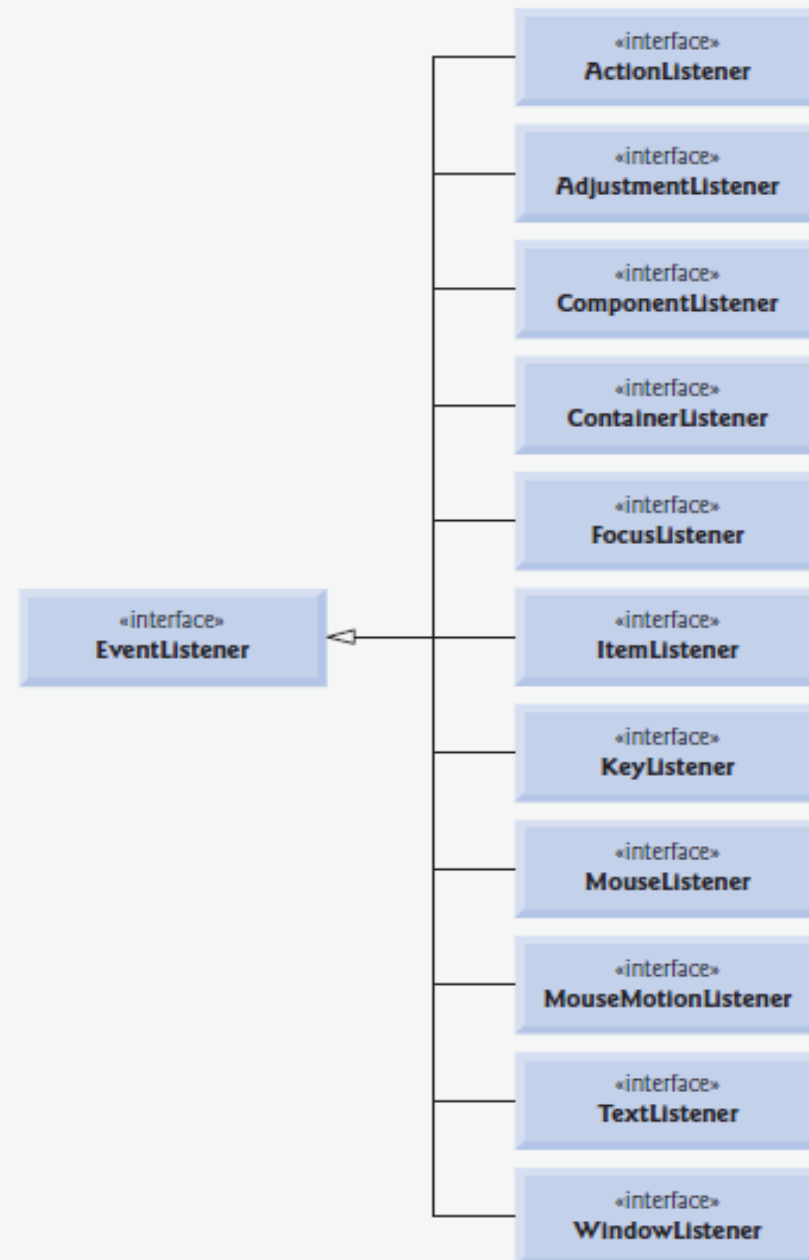 «interface»
ActionListener
«interface»
AdjustmentListener
«interface»
ComponentListener
«interface»
ContainerListener
«interface»
FocusListener
«interface»
EventListener
«interface»
ItemListener
«interface»
KeyListener
«interface»
MouseListener
«interface»
MouseMotionListener
«interface»
TextListener
«interface»
WindowListener